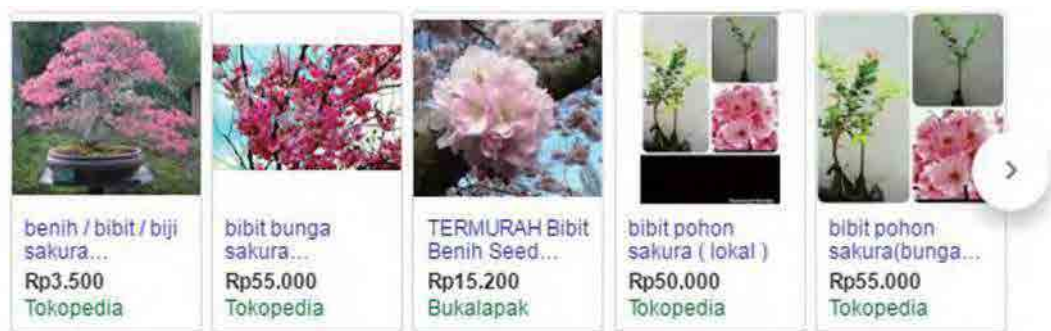 benih / bibit / biji
sakura...
Rp3.500
Tokopedia
bibit bunga
sakura...
Rp55.000
Tokopedia
TERMURAH Bibit
Benih Seed...
Rp15.200
Bukalapak
bibit pohon
sakura ( lokal )
Rp50.000
Tokopedia
bibit pohon
sakura(bunga...
Rp55.000
Tokopedia